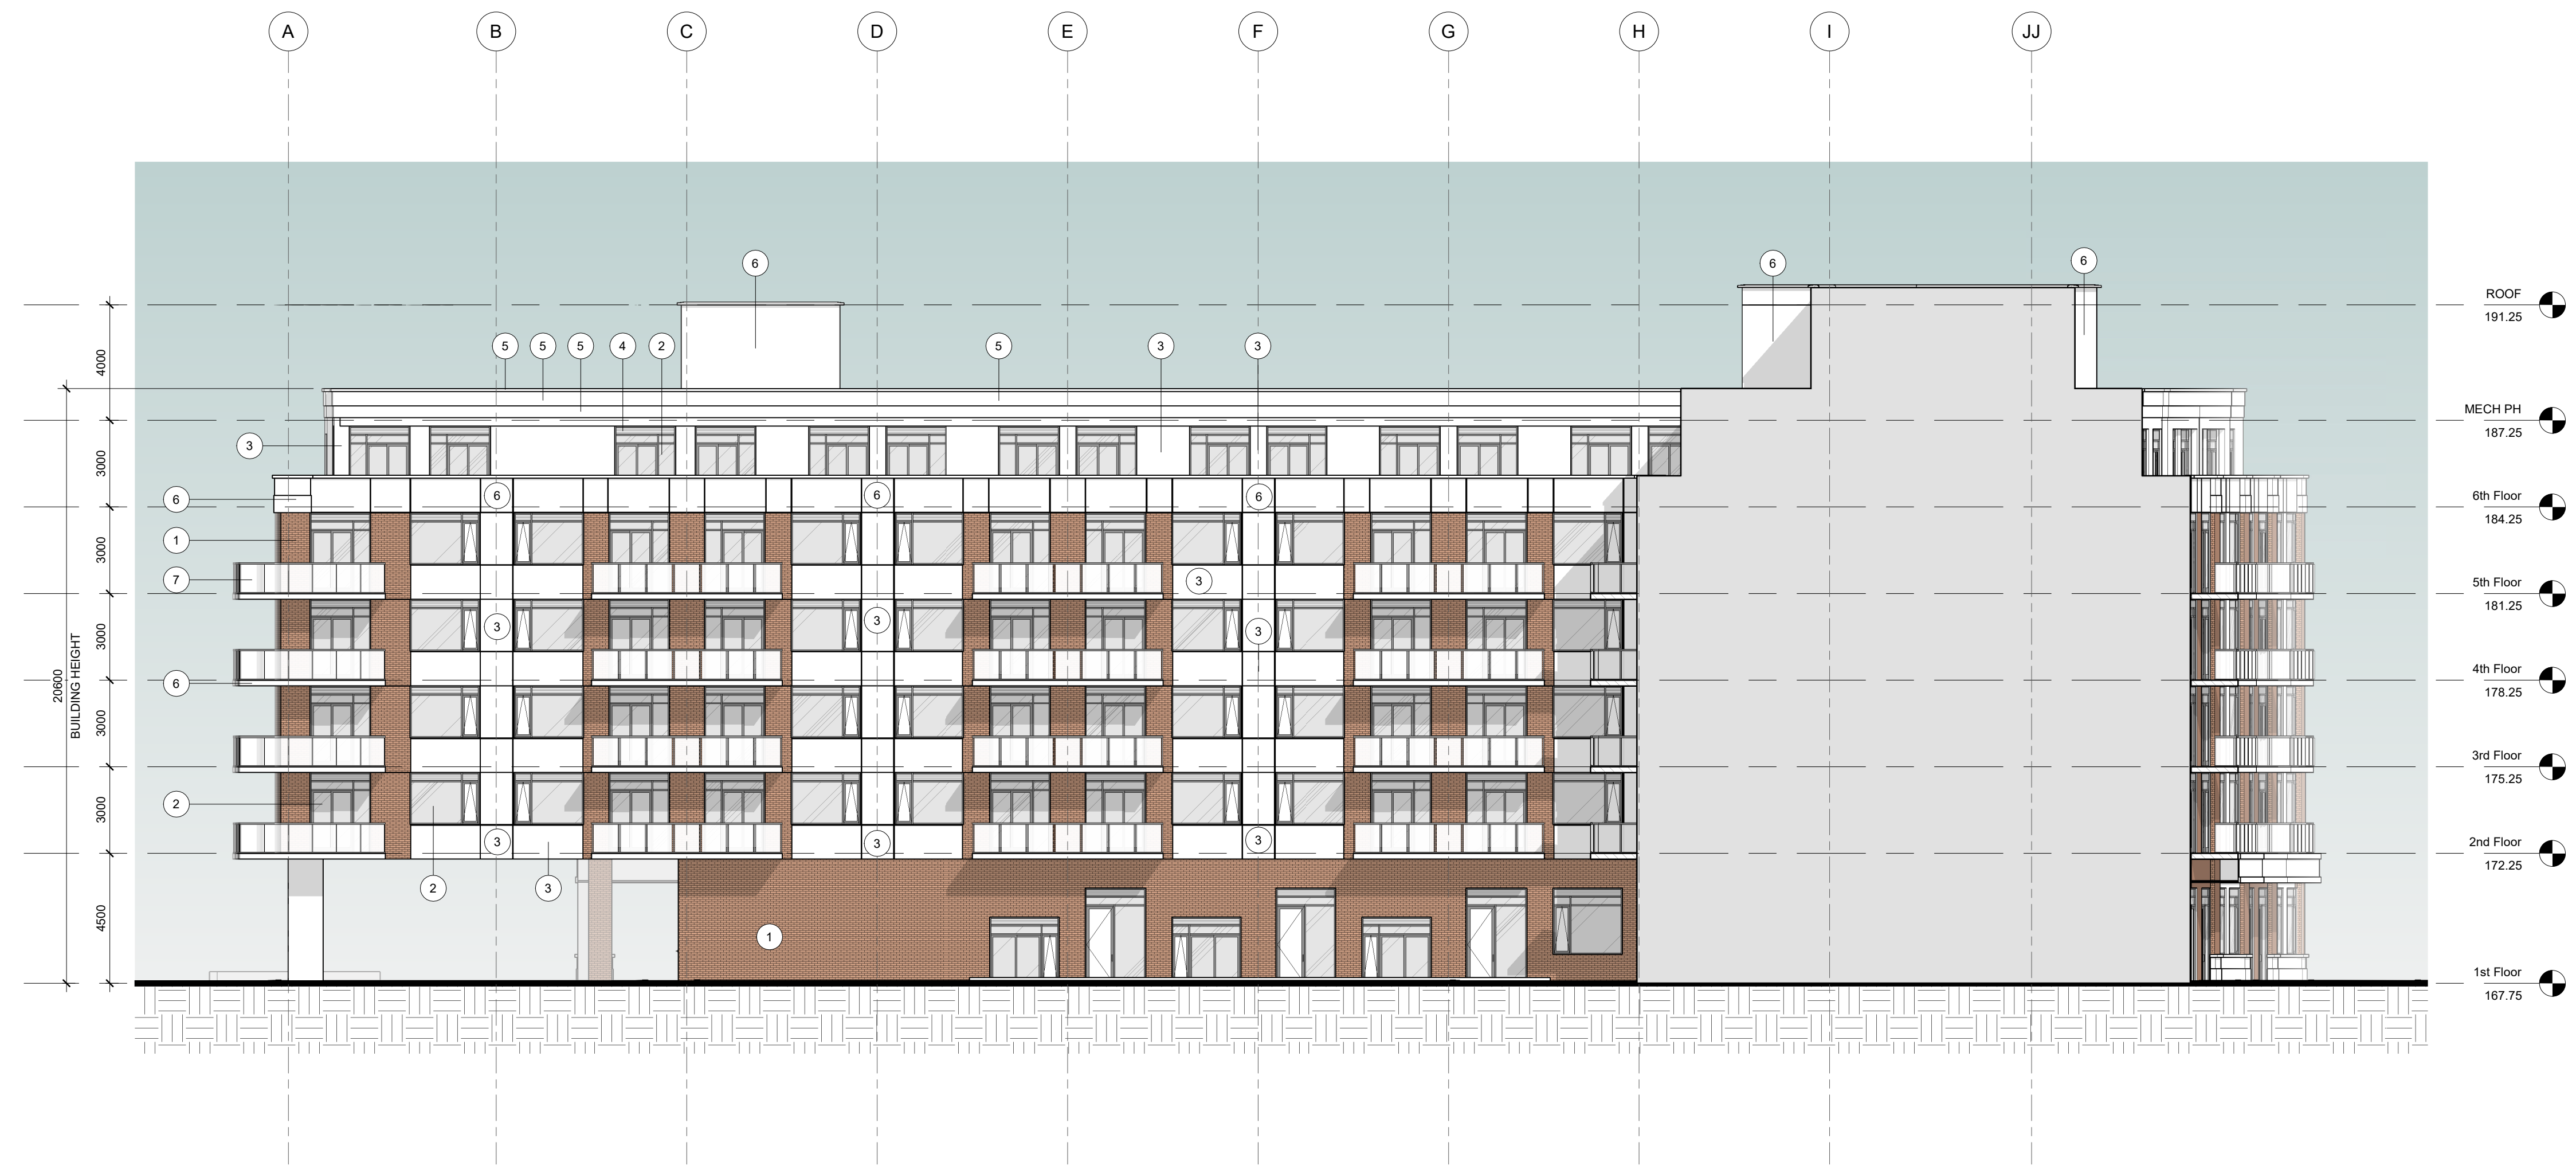 A B C D E F G H I JJ
6 6 6
ROOF
191.25
5 5 5 4 2 5 3 3
4000
MECH PH
187.25
3
3000
6 6 6 6
6th Floor
184.25
1
3000
7 3
5th Floor
181.25
3 3 3
3000
20600
BUILDING HEIGHT
6
4th Floor
178.25
3000
3rd Floor
175.25
2
3000
3 3 3
2nd Floor
172.25
2 3
4500
1
1st Floor
167.75